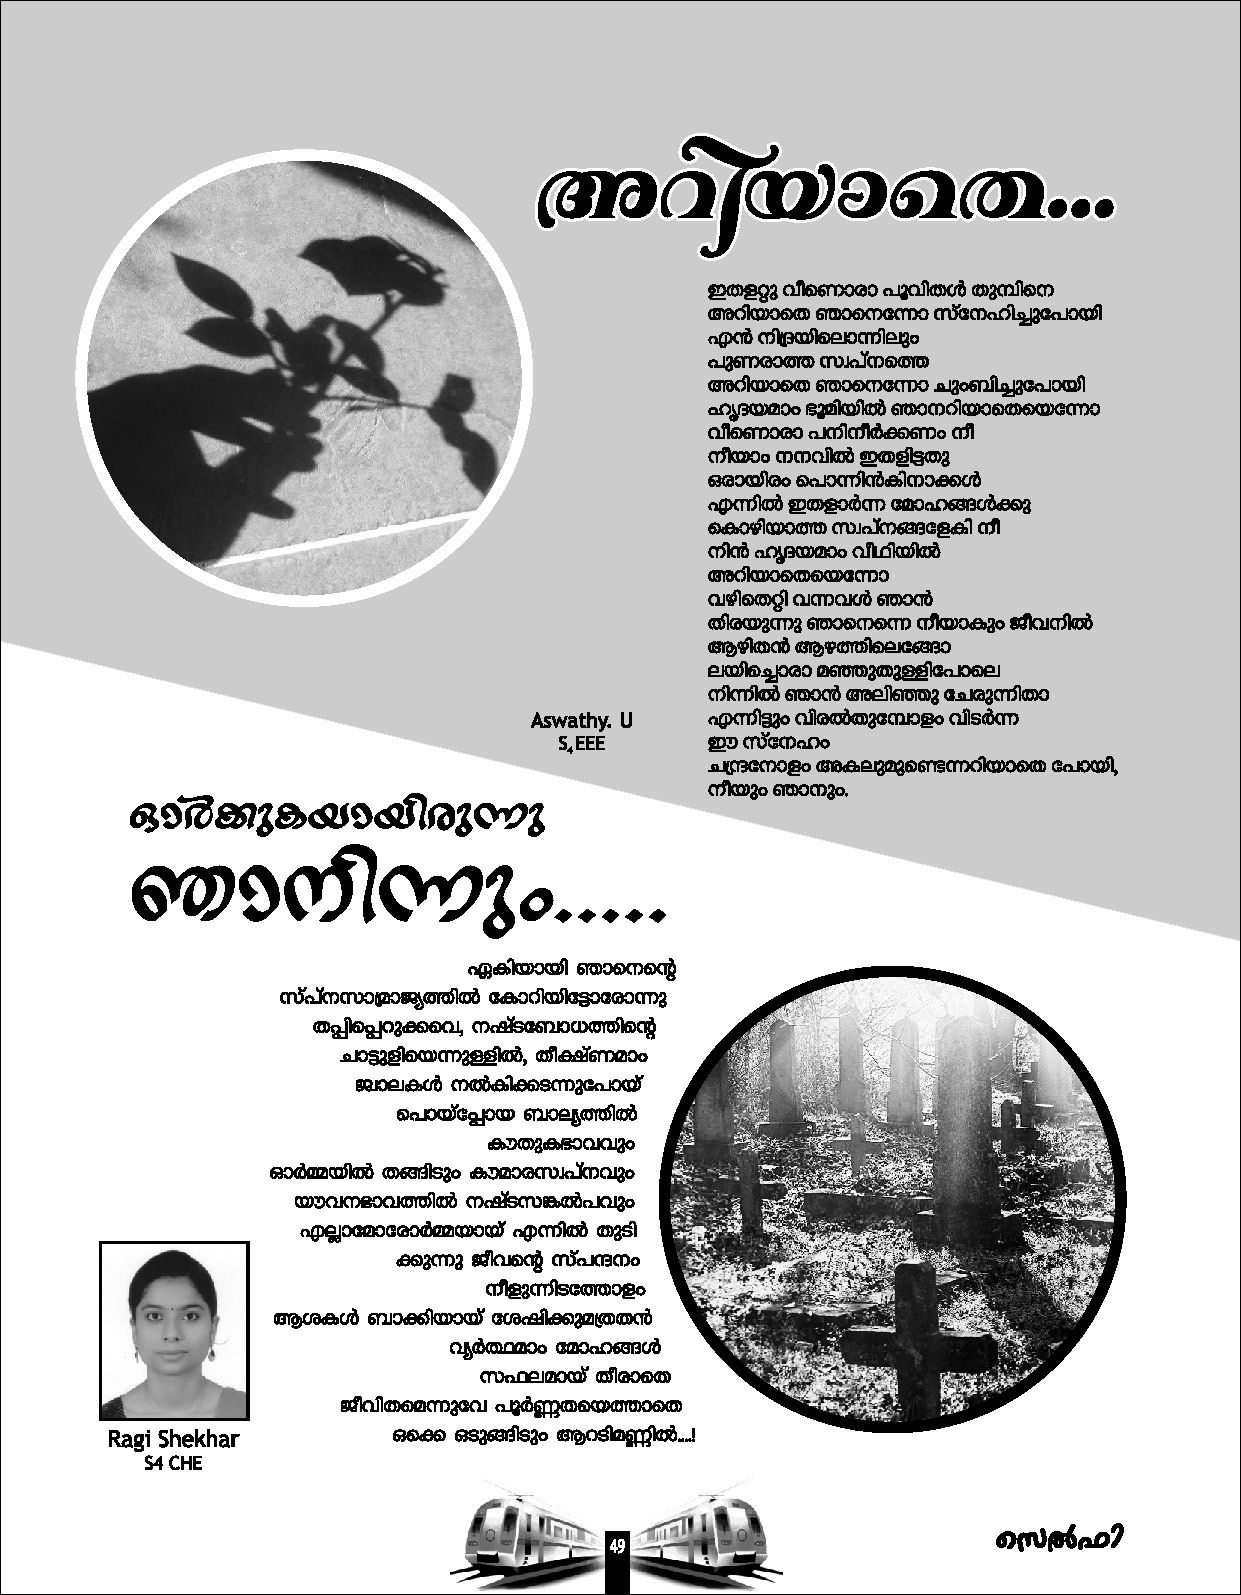 അറിയാതെ...
ഇതളറ്റു വീണൊരാ പൂവിതൾ തുമ്പിനെ
അറിയാതെ ഞാനെന്നോ സ്നേഹിച്ചുപോയി
എൻ നിദ്രയിലൊന്നിലും
പുണരാത്ത സ്വപ്നത്തെ
അറിയാതെ ഞാനെന്നോ ചുംബിച്ചുപോയി
ഹൃദയമാം ഭൂമിയിൽ ഞാനറിയാതെയെന്നോ
വീണൊരാ പനിനീർക്കണം നീ
നീയാം നനവിൽ ഇതളിട്ടതു
ഒരായിരം പൊന്നിൻകിനാക്കൾ
എന്നിൽ ഇതളാർന്ന മോഹങ്ങൾക്കു
കൊഴിയാത്ത സ്വപ്നങ്ങളേകി നീ
നിൻ ഹൃദയമാം വീഥിയിൽ
അറിയാതെയെന്നോ
വഴിതെറ്റി വന്നവൾ ഞാൻ
തിരയുന്നു ഞാനെന്നെ നീയാകും ജീവനിൽ
ആഴിതൻ ആഴത്തിലെങ്ങോ
ലയിച്ചൊരാ മഞ്ഞുതുള്ളിപോലെ
നിന്നിൽ ഞാൻ അലിഞ്ഞു ചേരുന്നിതാ
എന്നിട്ടും വിരൽതുമ്പോളം വിടർന്ന
ഈ സ്നേഹം
ചന്ദ്രനോളം അകലുമുണ്ടെന്നറിയാതെ പോയി,
നീയും ഞാനും.
Aswathy. U
S4 EEE
ഓർക്കുകയായിരുന്നു
ഞാനിന്നും.....
ഏകിയായി ഞാനെന്റെ
സ്പ്നസാമ്രാജ്യത്തിൽ കോറിയിട്ടോരോന്നു
തപ്പിപ്പെറുക്കവെ, നഷ്ടബോധത്തിന്റെ
ചാട്ടുളിയെന്നുള്ളിൽ, തീക്ഷ്ണമാം
ജ്വാലകൾ നൽകിക്കടന്നുപോയ്
പൊയ്പ്പോയ ബാല്യത്തിൽ
കൗതുകഭാവവും
ഓർമ്മയിൽ തങ്ങിടും കൗമാരസ്വപ്നവും
യൗവനഭാവത്തിൽ നഷ്ടസങ്കൽപവും
എല്ലാമോരോർമ്മയായ് എന്നിൽ തുടി
ക്കുന്നു ജീവന്റെ സ്പന്ദനം
നീളുന്നിടത്തോളം
ആശകൾ ബാക്കിയായ് ശേഷിക്കുമത്രതൻ
വ്യർത്ഥമാം മോഹങ്ങൾ
സഫലമായ് തീരാതെ
ജീവിതമെന്നുവേ പൂർണ്ണതയെത്താതെ
ഒക്കെ ഒടുങ്ങിടും ആറടിമണ്ണിൽ....!
Ragi Shekhar
S4 CHE
49
സെൽഫി